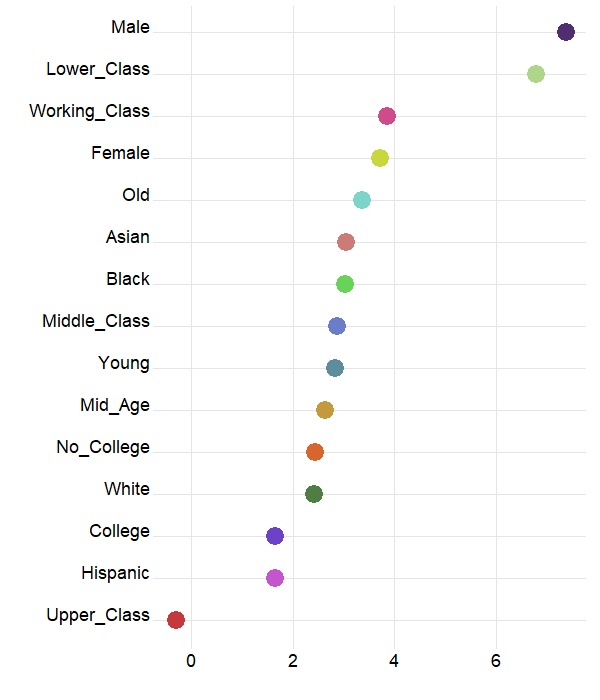 Male
Lower_Class
Working_Class
Female
Old
Asian
Black
Middle_Class
Young
Mid_Age
No_College
White
College
Hispanic
Upper_Class
0 2 4 6